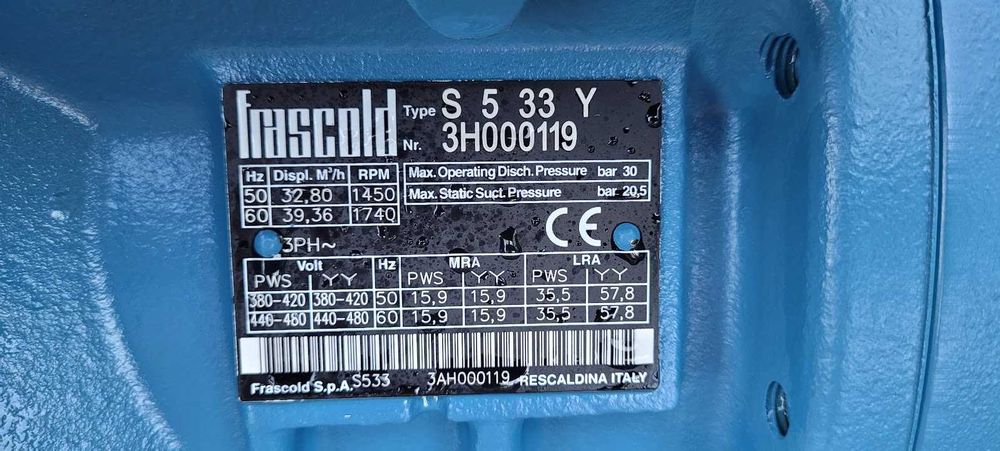 frascold Type S 5 33 Y
Nr. 3H000119
Hz Displ. M³/h RPM
50 32,80 1450
60 39,36 1740
Max. Operating Disch. Pressure bar 30
Max. Static Suct. Pressure bar 20,5
CE
3PH~
Volt Hz MRA LRA
PWS YY PWS YY PWS YY
380-420 380-420 50 15,9 15,9 35,5 57,8
440-480 440-480 60 15,9 15,9 35,5 57,8
Frascold S.p.A. S533 3AH000119 RESCALDINA ITALY